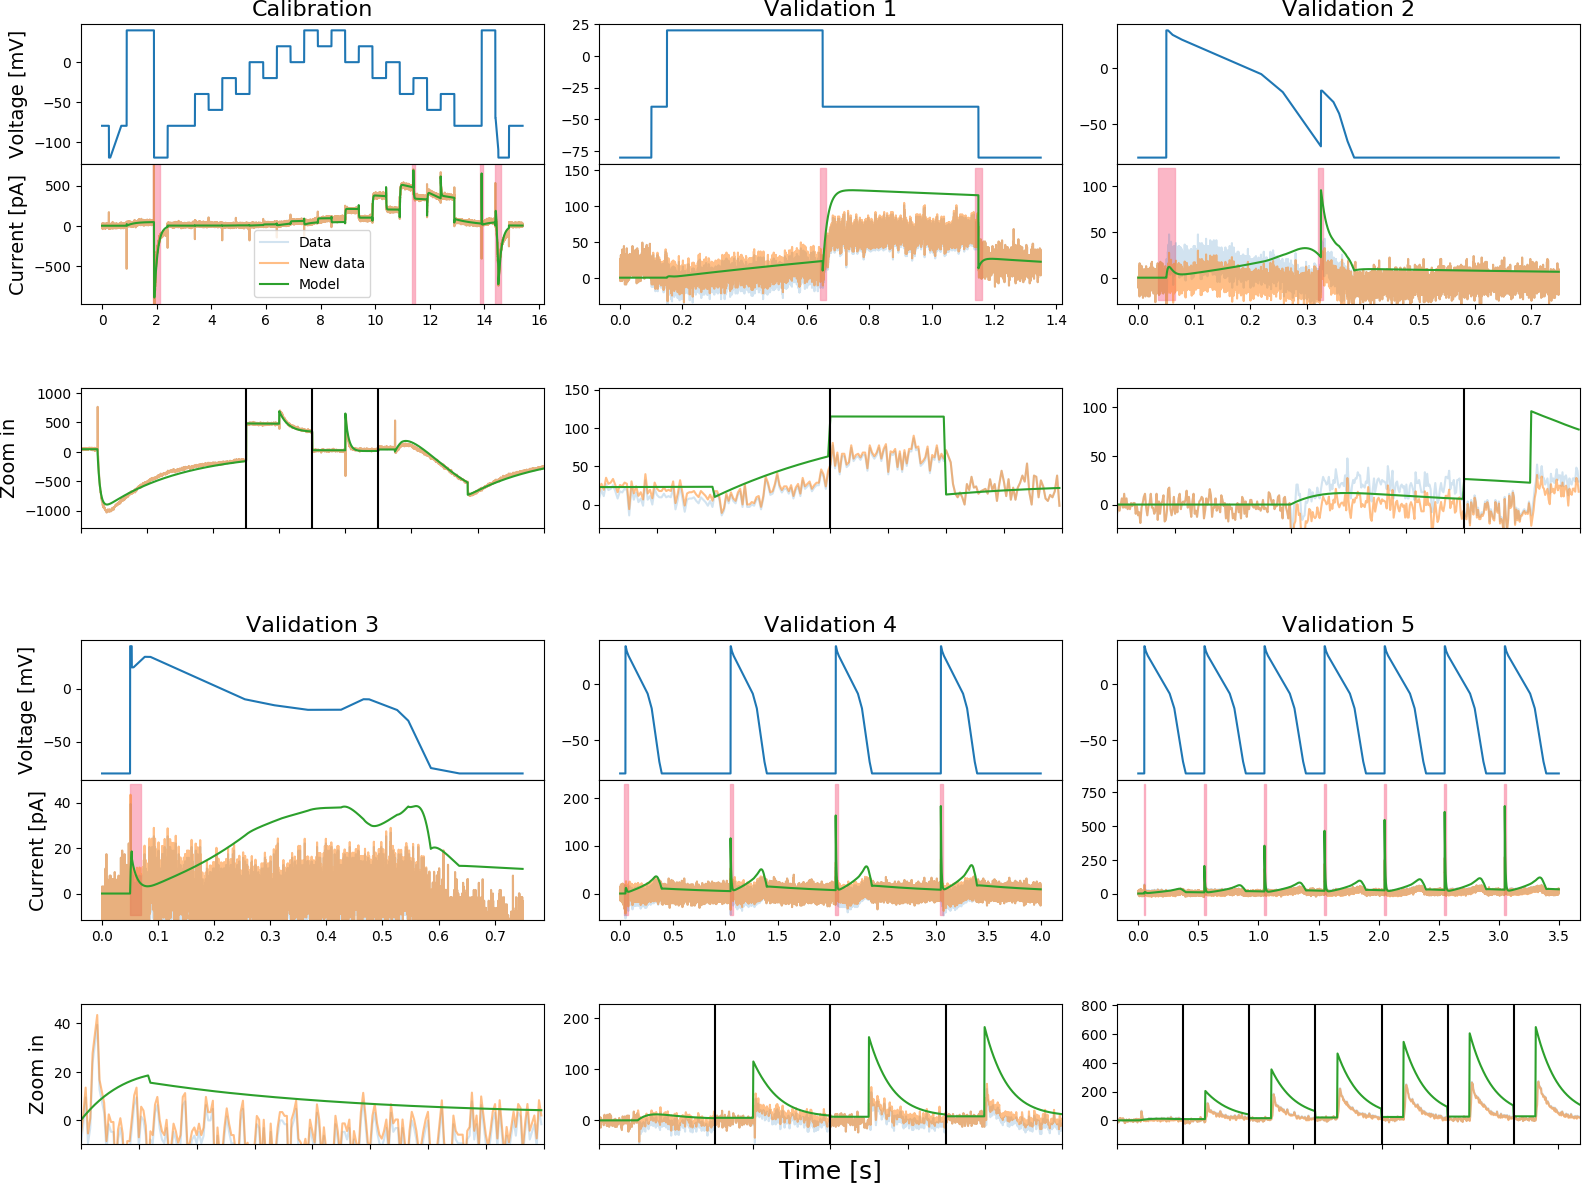 Calibration
Validation 1
Validation 2
Voltage [mV]
0
−50
−100
25
0
−25
−50
−75
0
−50
Current [pA]
500
0
−500
Data
New data
Model
0 2 4 6 8 10 12 14 16
150
100
50
0
0.0 0.2 0.4 0.6 0.8 1.0 1.2 1.4
100
50
0
0.0 0.1 0.2 0.3 0.4 0.5 0.6 0.7
Zoom in
1000
500
0
−500
−1000
150
100
50
0
100
50
0
Validation 3
Validation 4
Validation 5
Voltage [mV]
0
−50
0
−50
0
−50
Current [pA]
40
20
0
0.0 0.1 0.2 0.3 0.4 0.5 0.6 0.7
200
100
0
0.0 0.5 1.0 1.5 2.0 2.5 3.0 3.5 4.0
750
500
250
0
0.0 0.5 1.0 1.5 2.0 2.5 3.0 3.5
Zoom in
40
20
0
200
100
0
800
600
400
200
0
Time [s]